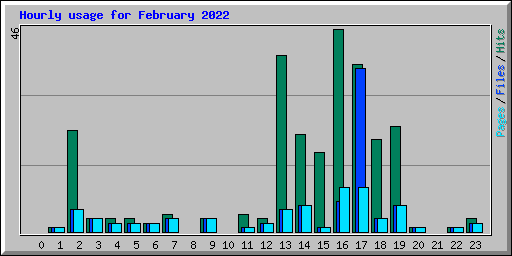 Hourly usage for February 2022
46
Pages/Files/Hits
0 1 2 3 4 5 6 7 8 9 10 11 12 13 14 15 16 17 18 19 20 21 22 23